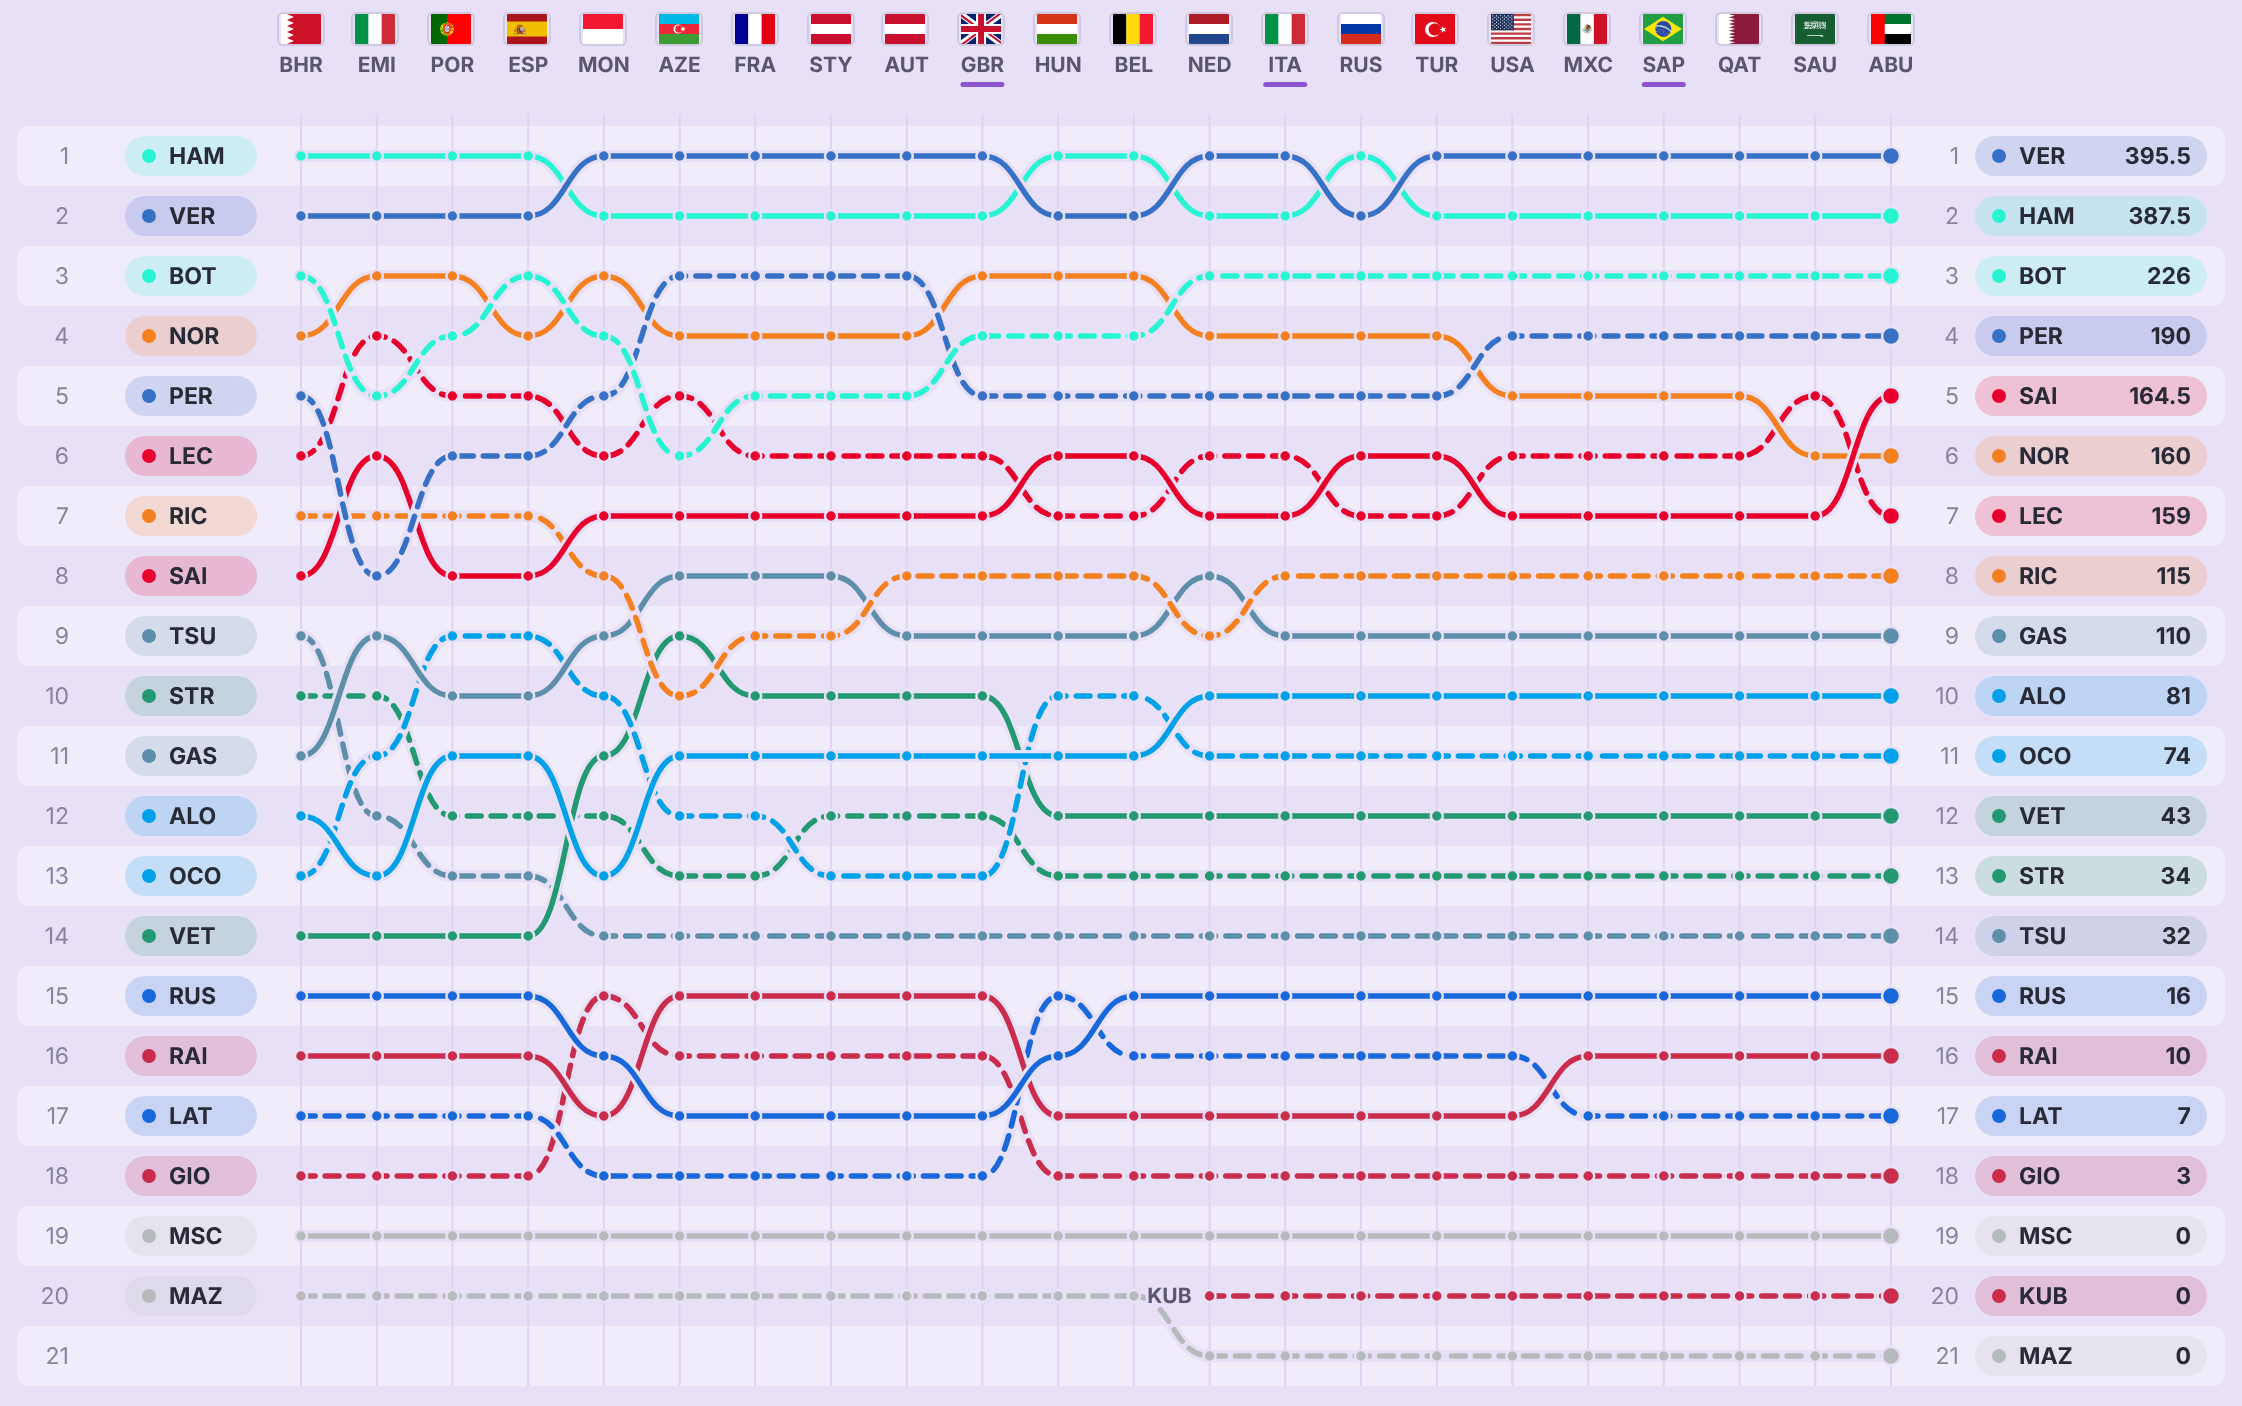 BHR EMI POR ESP MON AZE FRA STY AUT GBR HUN BEL NED ITA RUS TUR USA MXC SAP QAT SAU ABU
1 HAM 1 VER 395.5
2 VER 2 HAM 387.5
3 BOT 3 BOT 226
4 NOR 4 PER 190
5 PER 5 SAI 164.5
6 LEC 6 NOR 160
7 RIC 7 LEC 159
8 SAI 8 RIC 115
9 TSU 9 GAS 110
10 STR 10 ALO 81
11 GAS 11 OCO 74
12 ALO 12 VET 43
13 OCO 13 STR 34
14 VET 14 TSU 32
15 RUS 15 RUS 16
16 RAI 16 RAI 10
17 LAT 17 LAT 7
18 GIO 18 GIO 3
19 MSC 19 MSC 0
20 MAZ KUB 20 KUB 0
21 21 MAZ 0